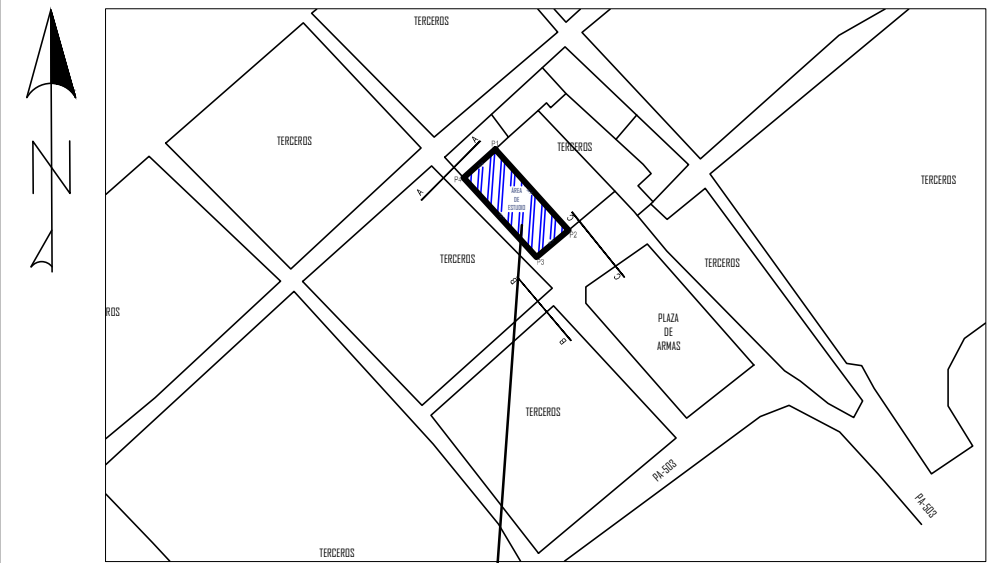 TERCEROS
N
TERCEROS
A
P1
TERCEROS
P4
A
TERCEROS
ÁREA
DE
ESTUDIO
C
P2
TERCEROS
P3
TERCEROS
C
B
ROS
PLAZA
DE
ARMAS
B
TERCEROS
PA-503
PA-503
TERCEROS